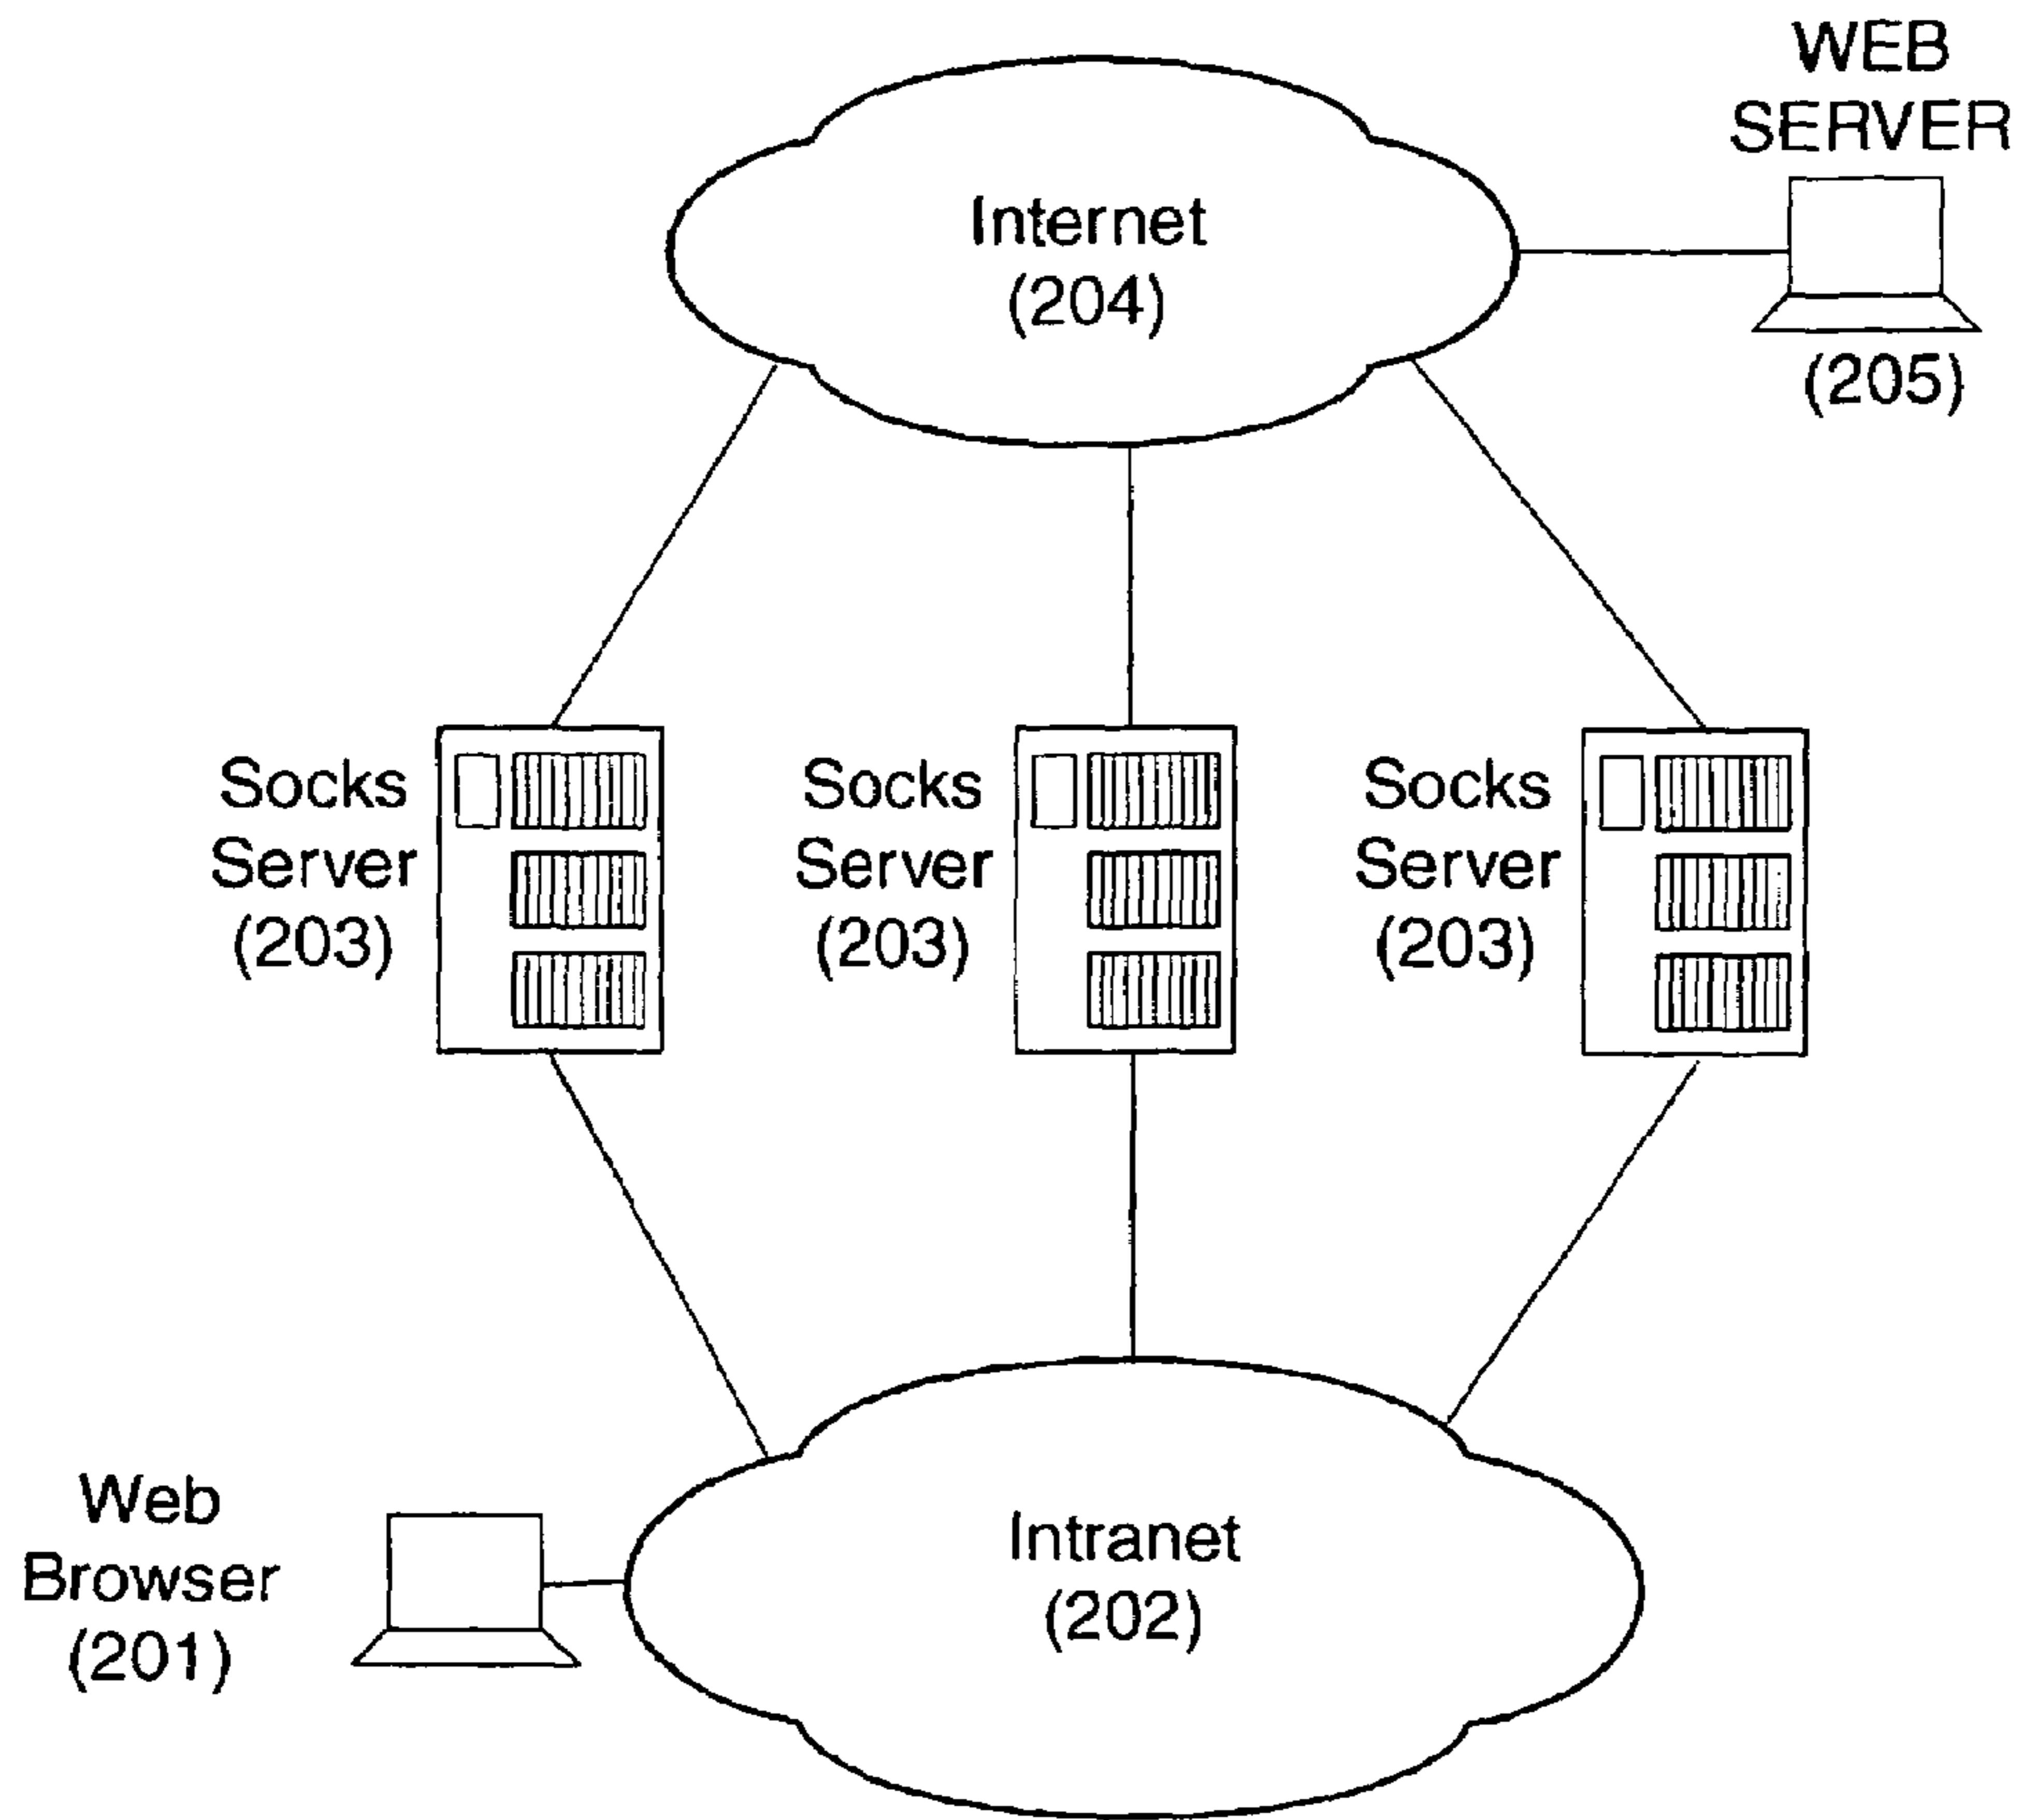 WEB
SERVER
Internet
(204)
(205)
Socks
Server
(203)
Socks
Server
(203)
Socks
Server
(203)
Web
Browser
(201)
Intranet
(202)